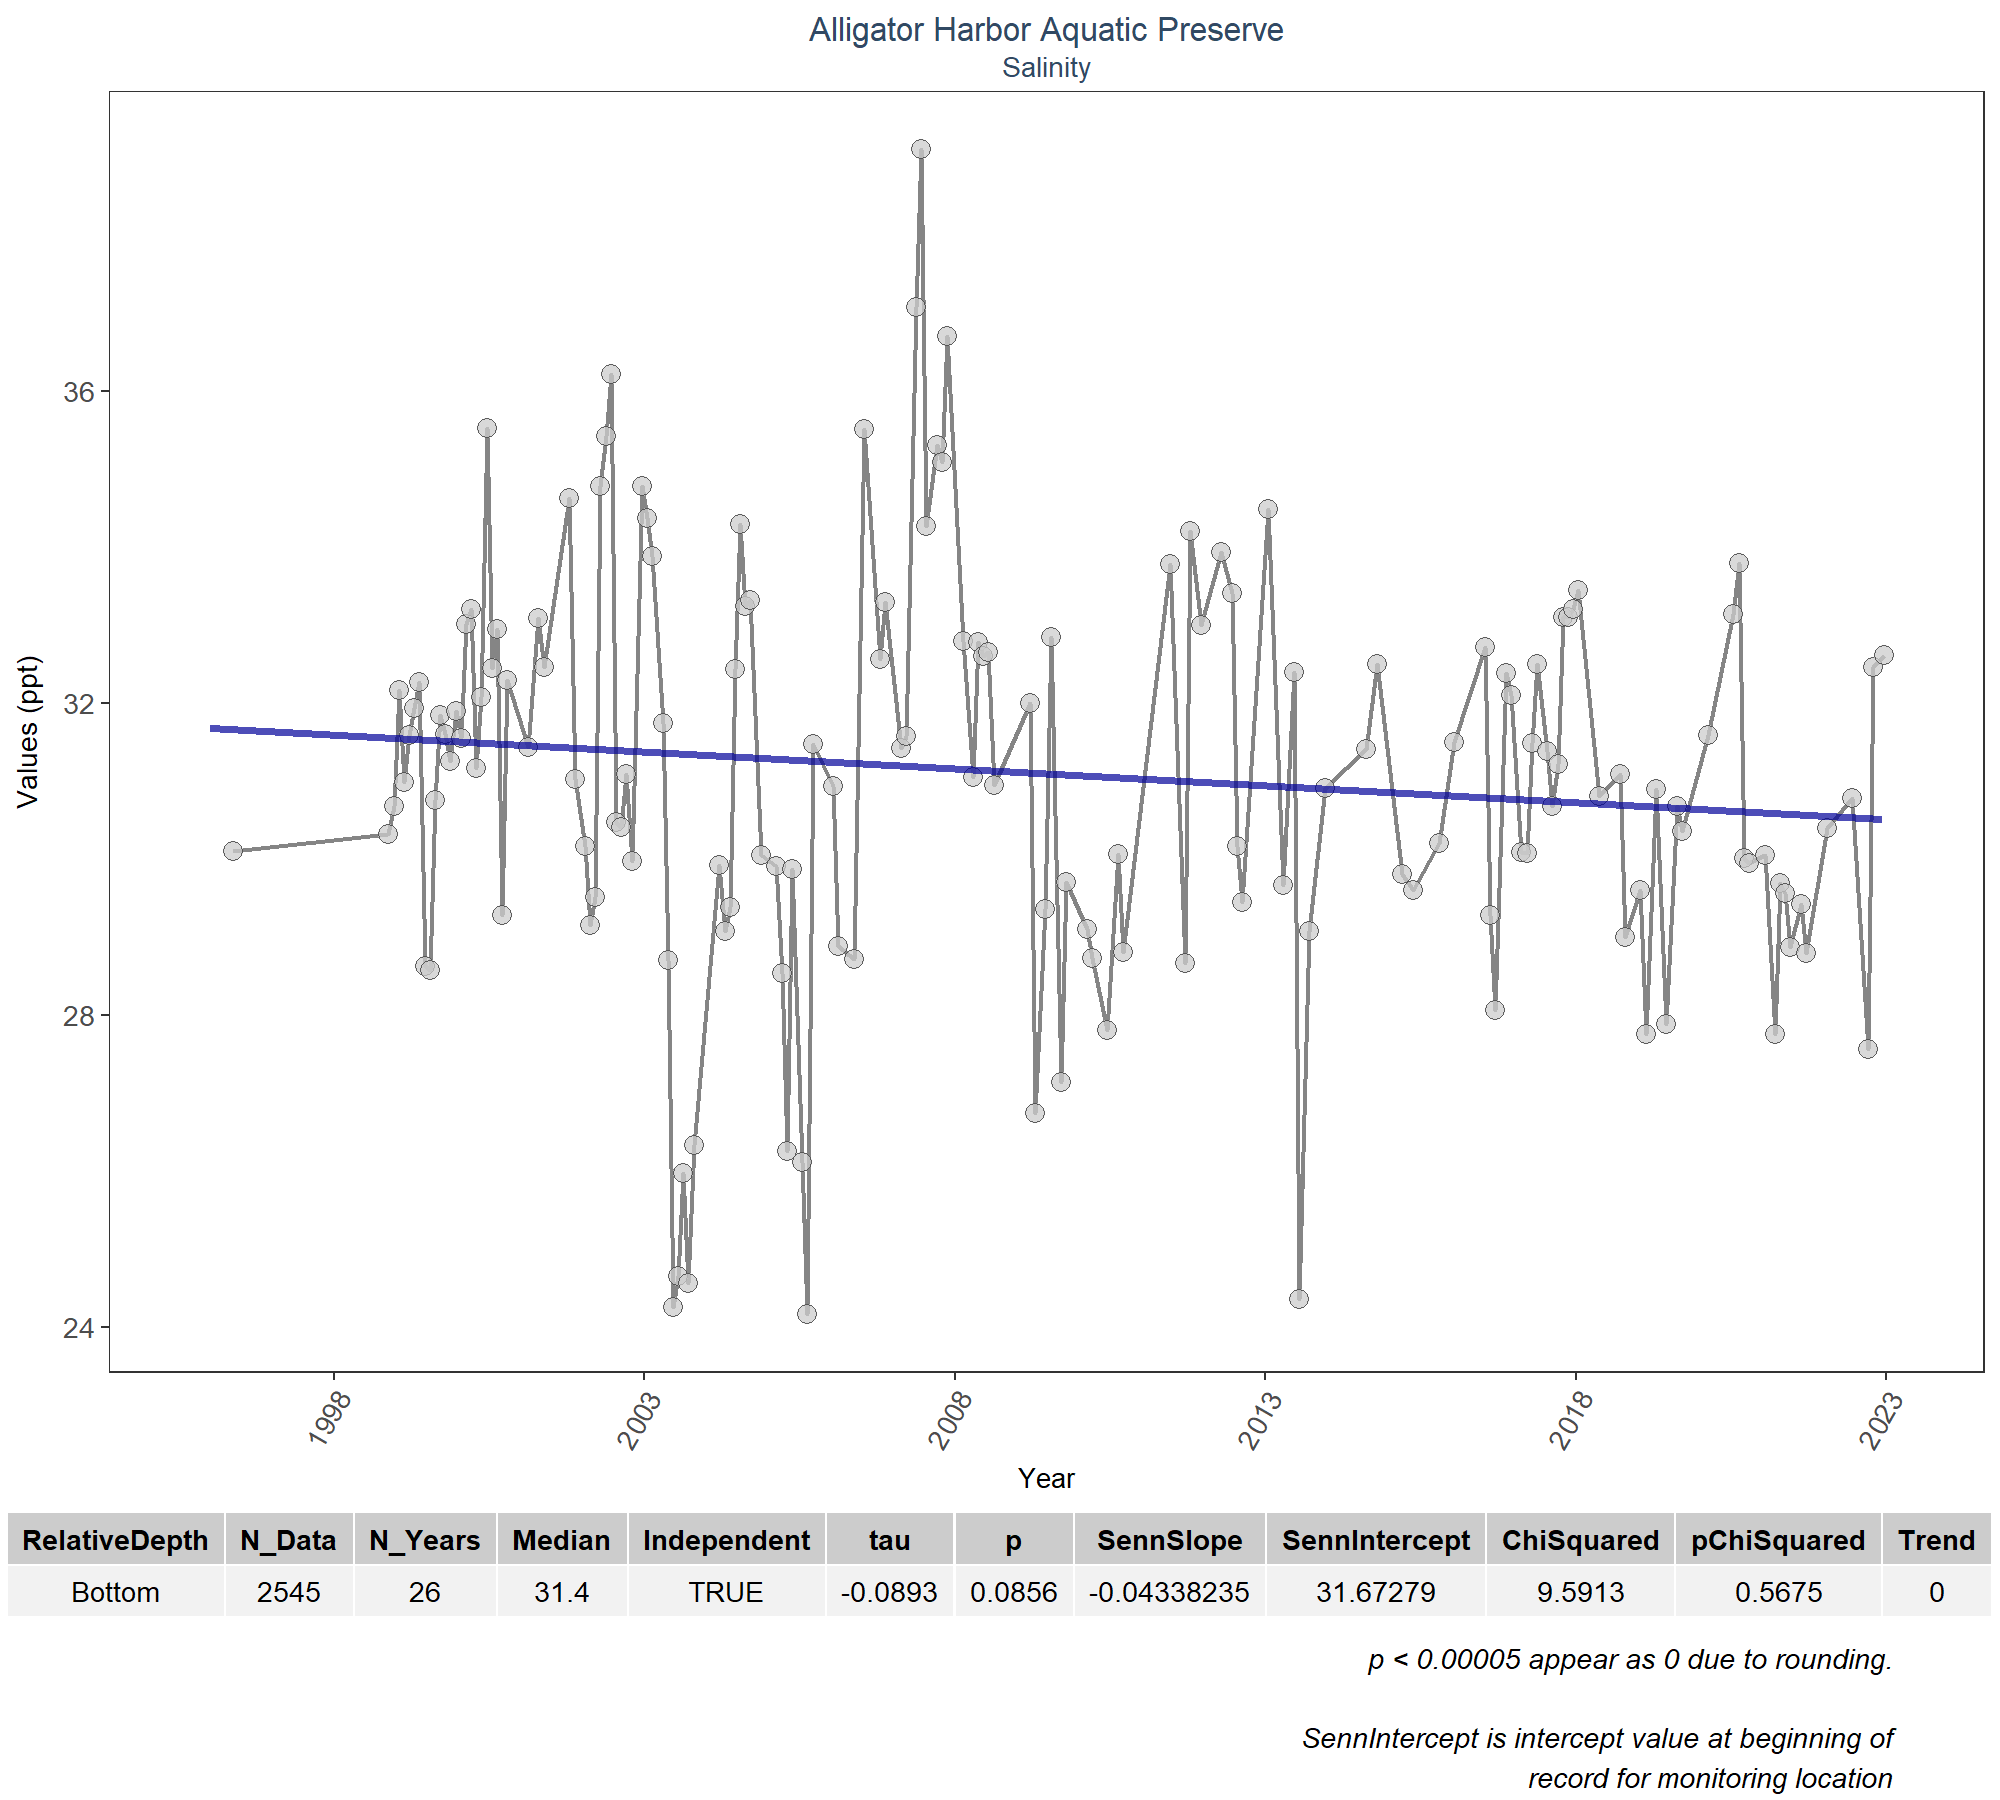 Alligator Harbor Aquatic Preserve
Salinity
Values (ppt)
36
32
28
24
1998
2003
2008
2013
2018
2023
Year
RelativeDepth N_Data N_Years Median Independent tau p SennSlope SennIntercept ChiSquared pChiSquared Trend
Bottom 2545 26 31.4 TRUE -0.0893 0.0856 -0.04338235 31.67279 9.5913 0.5675 0
p < 0.00005 appear as 0 due to rounding.
SennIntercept is intercept value at beginning of
record for monitoring location